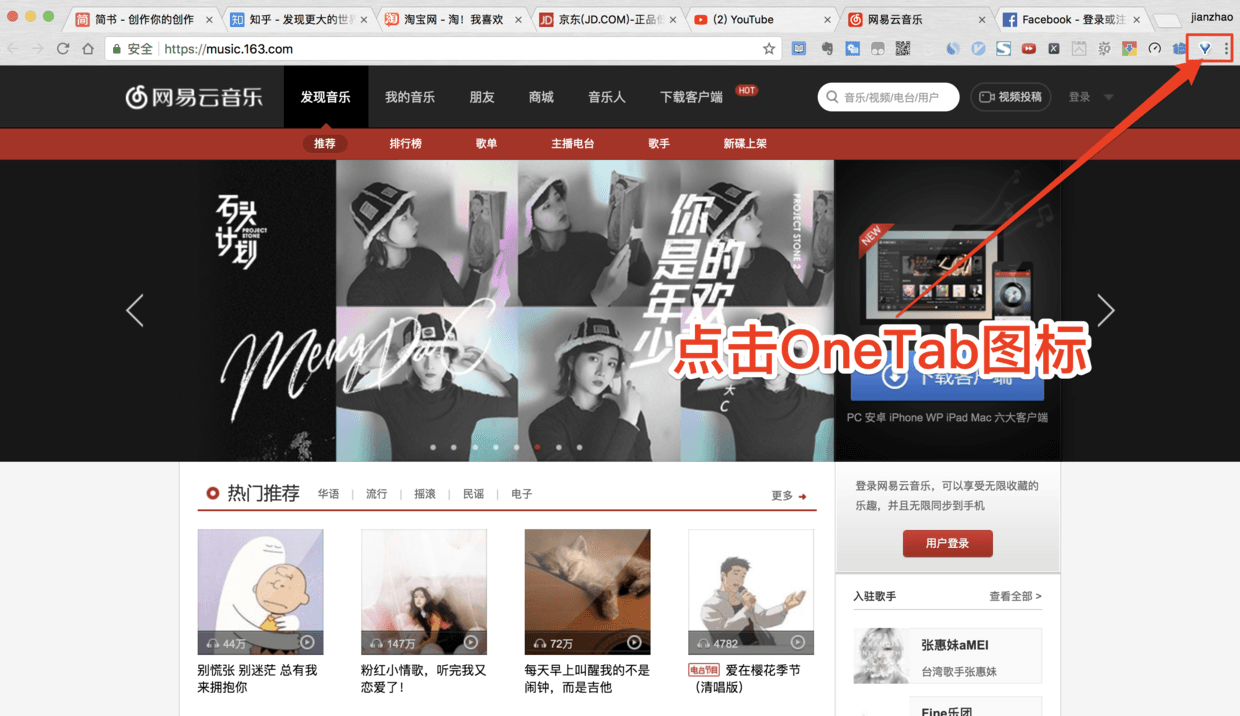 简书 - 创作你的创作
知乎 - 发现更大的世界
淘宝网 - 淘！我喜欢
京东(JD.COM)-正品低
(2) YouTube
网易云音乐
Facebook - 登录或注
jianzhao
安全 https://music.163.com
网易云音乐
发现音乐
我的音乐
朋友
商城
音乐人
下载客户端
HOT
音乐/视频/电台/用户
视频投稿
登录
推荐
排行榜
歌单
主播电台
歌手
新碟上架
石头计划
PROJECT STONE
MengDaC
你是的年欢少
PROJECT STONE 2
大C
NEW
点击OneTab图标
下载客户端
PC 安卓 iPhone WP iPad Mac 六大客户端
热门推荐
华语 | 流行 | 摇滚 | 民谣 | 电子
更多
登录网易云音乐，可以享受无限收藏的
乐趣，并且无限同步到手机
用户登录
44万
147万
72万
4782
别慌张 别迷茫 总有我
来拥抱你
粉红小情歌，听完我又
恋爱了！
每天早上叫醒我的不是
闹钟，而是吉他
电台节目 爱在樱花季节
（清唱版）
入驻歌手
查看全部 >
张惠妹aMEI
台湾歌手张惠妹
Fine乐团